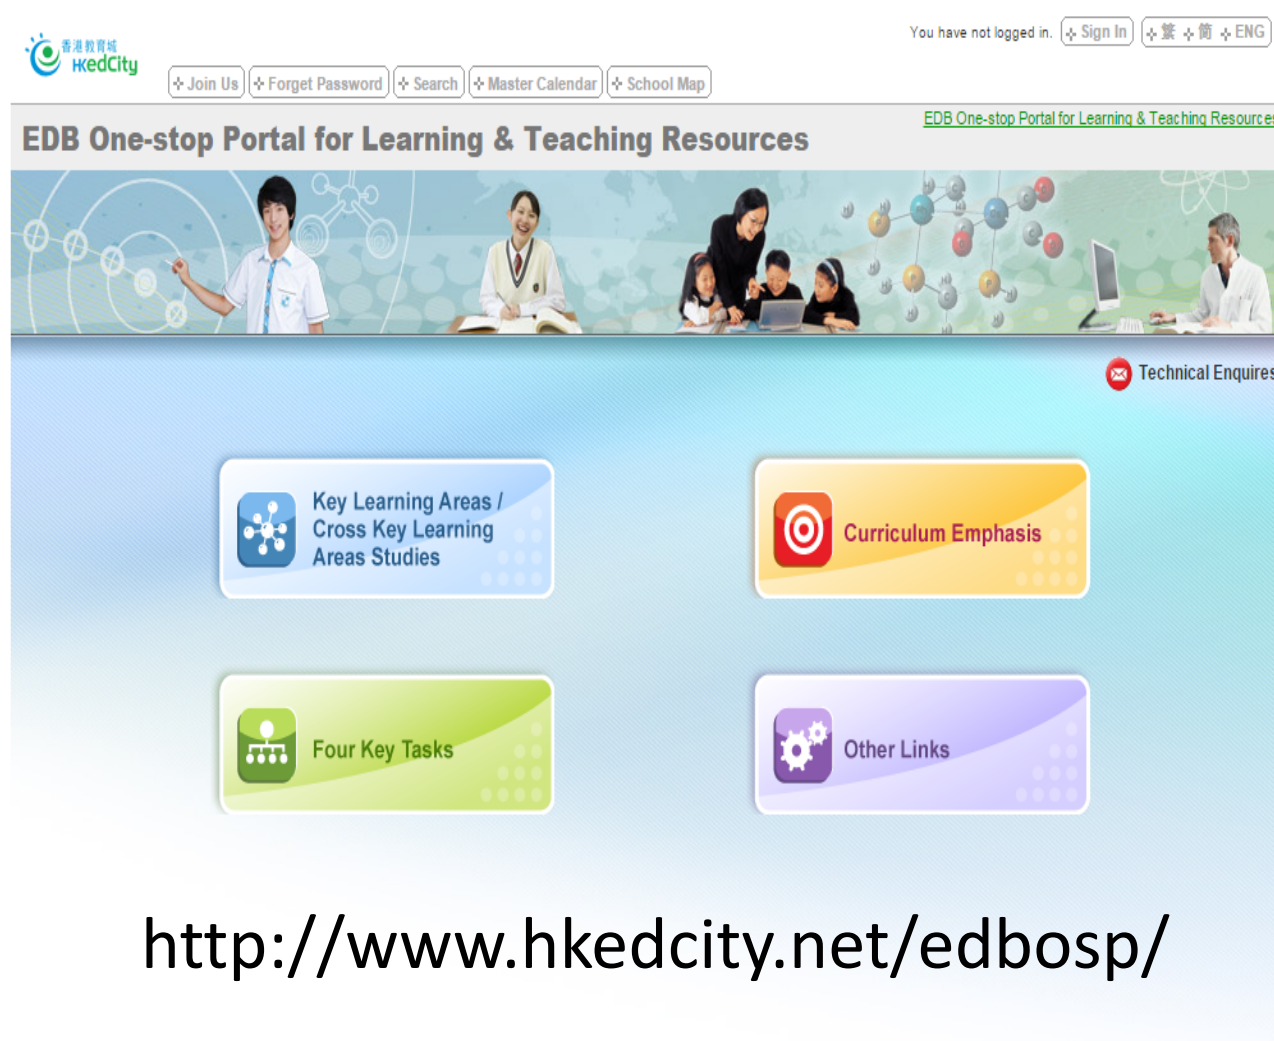 You have not logged in. Sign In 繁 简 ENG
香港教育城
HKedCity
Join Us Forget Password Search Master Calendar School Map
EDB One-stop Portal for Learning & Teaching Resources
EDB One-stop Portal for Learning & Teaching Resources
Technical Enquires
Key Learning Areas /
Cross Key Learning
Areas Studies
Curriculum Emphasis
Four Key Tasks
Other Links
http://www.hkedcity.net/edbosp/